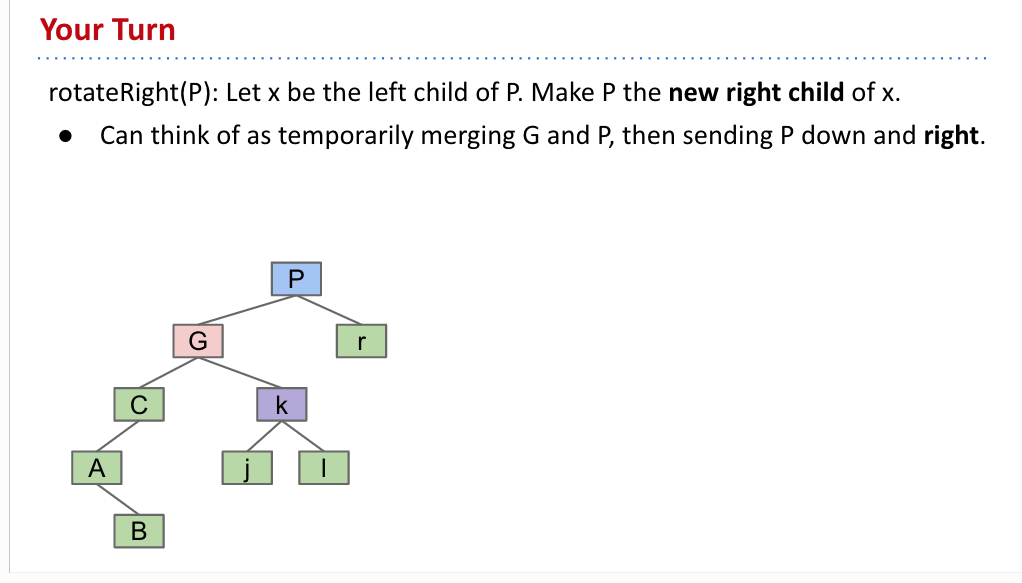 Your Turn
rotateRight(P): Let x be the left child of P. Make P the new right child of x.
● Can think of as temporarily merging G and P, then sending P down and right.
P
G r
C k
A j l
B